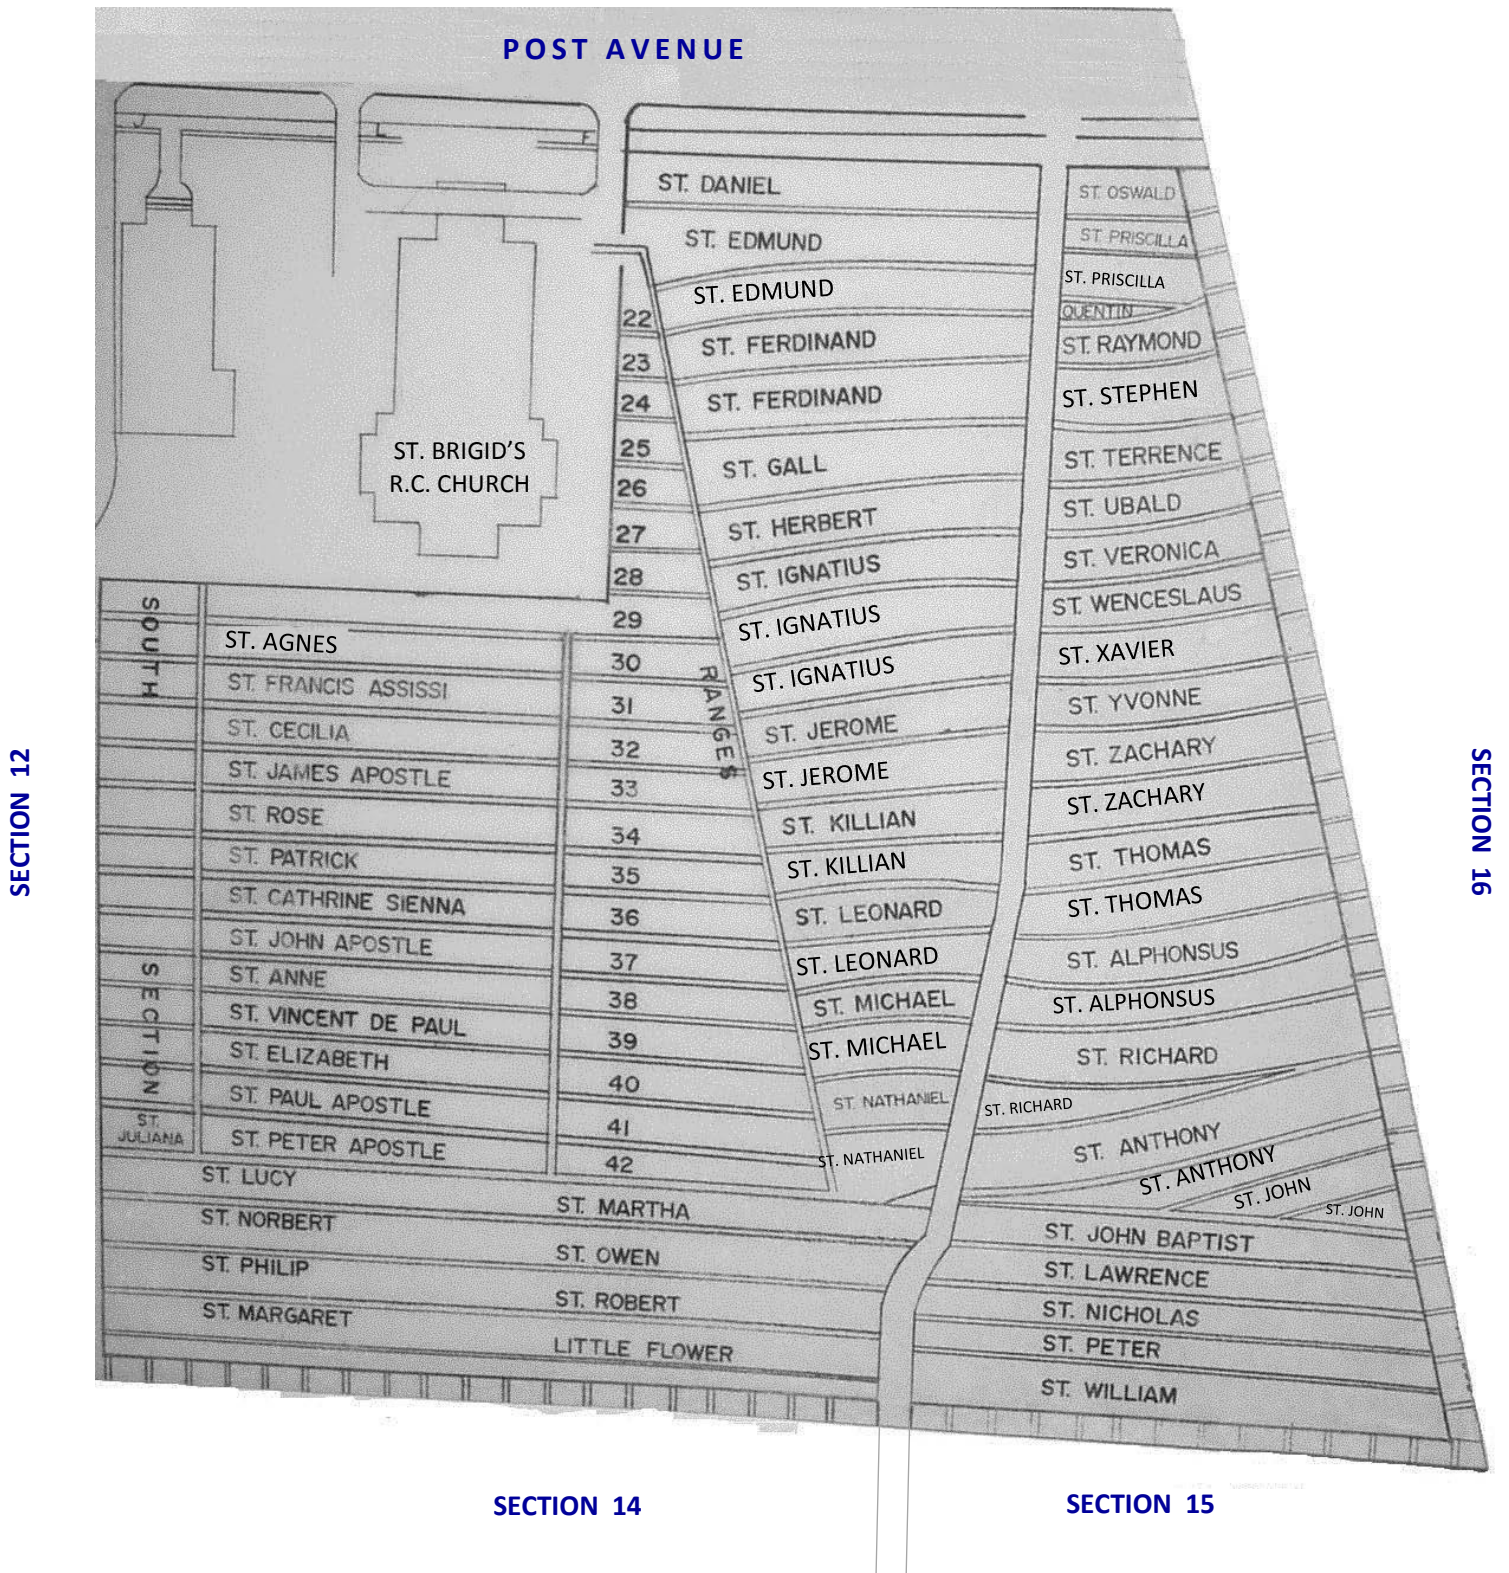 POST AVENUE
J
L
F
ST. DANIEL
ST. EDMUND
ST. EDMUND
ST. FERDINAND
ST. FERDINAND
ST. GALL
ST. HERBERT
ST. IGNATIUS
ST. IGNATIUS
ST. IGNATIUS
ST. JEROME
ST. JEROME
ST. KILLIAN
ST. KILLIAN
ST. LEONARD
ST. LEONARD
ST. MICHAEL
ST. MICHAEL
ST. NATHANIEL
ST. NATHANIEL
ST. OSWALD
ST. PRISCILLA
ST. PRISCILLA
QUENTIN
ST. RAYMOND
ST. STEPHEN
ST. TERRENCE
ST. UBALD
ST. VERONICA
ST. WENCESLAUS
ST. XAVIER
ST. YVONNE
ST. ZACHARY
ST. ZACHARY
ST. THOMAS
ST. THOMAS
ST. ALPHONSUS
ST. ALPHONSUS
ST. RICHARD
ST. RICHARD
ST. ANTHONY
ST. ANTHONY
ST. JOHN
ST. JOHN
ST. JOHN BAPTIST
ST. LAWRENCE
ST. NICHOLAS
ST. PETER
ST. WILLIAM
ST. BRIGID'S
R.C. CHURCH
22
23
24
25
26
27
28
29
30
31
32
33
34
35
36
37
38
39
40
41
42
RANGES
SOUTH
SECTION
ST. AGNES
ST. FRANCIS ASSISSI
ST. CECILIA
ST. JAMES APOSTLE
ST. ROSE
ST. PATRICK
ST. CATHRINE SIENNA
ST. JOHN APOSTLE
ST. ANNE
ST. VINCENT DE PAUL
ST. ELIZABETH
ST. PAUL APOSTLE
ST. PETER APOSTLE
ST.
JULIANA
ST. LUCY
ST. MARTHA
ST. NORBERT
ST. OWEN
ST. PHILIP
ST. ROBERT
ST. MARGARET
LITTLE FLOWER
SECTION 12
SECTION 16
SECTION 14
SECTION 15